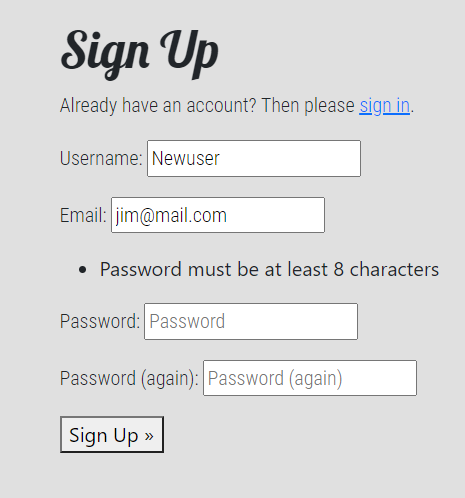 Sign Up
Already have an account? Then please sign in.
Username: Newuser
Email: jim@mail.com
• Password must be at least 8 characters
Password: Password
Password (again): Password (again)
Sign Up »